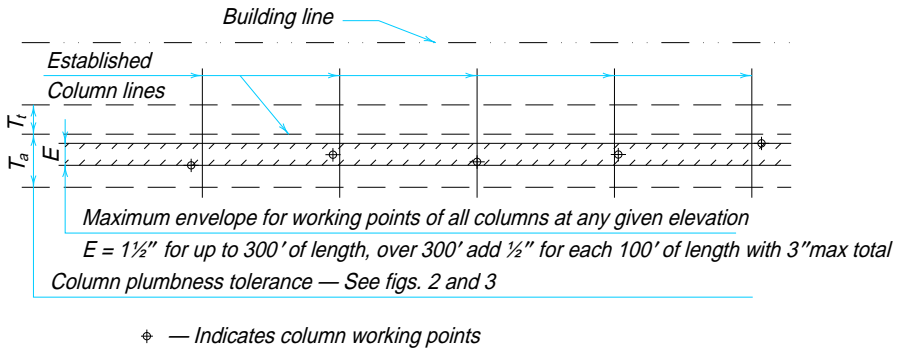 Building line
Established
Column lines
Tt
Ta
E
Maximum envelope for working points of all columns at any given elevation
E = 1½″ for up to 300′ of length, over 300′ add ½″ for each 100′ of length with 3″max total
Column plumbness tolerance — See figs. 2 and 3
— Indicates column working points